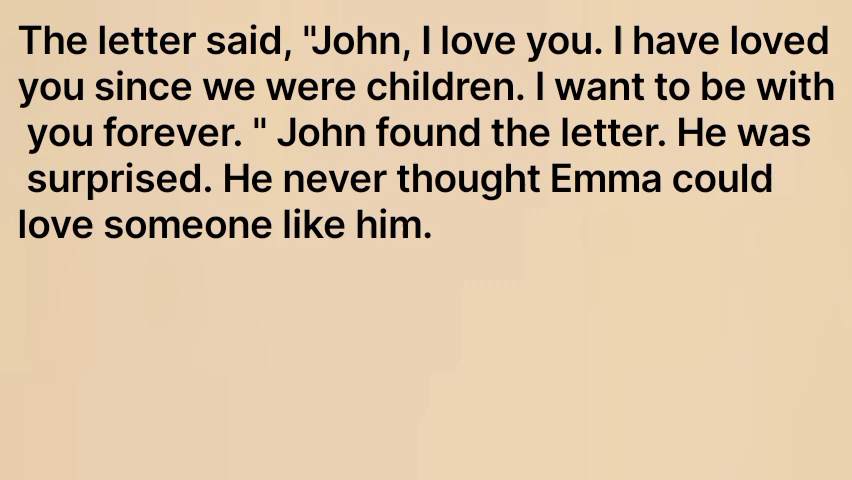 The letter said, "John, I love you. I have loved
you since we were children. I want to be with
you forever. " John found the letter. He was
surprised. He never thought Emma could
love someone like him.